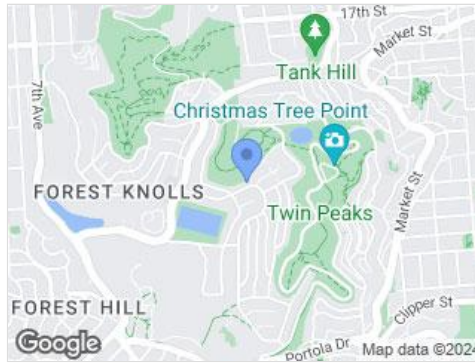 17th St
Market St
Tank Hill
7th Ave
Christmas Tree Point
FOREST KNOLLS
Twin Peaks
Market St
FOREST HILL
Clipper St
Portola Dr
Google
Map data ©2024